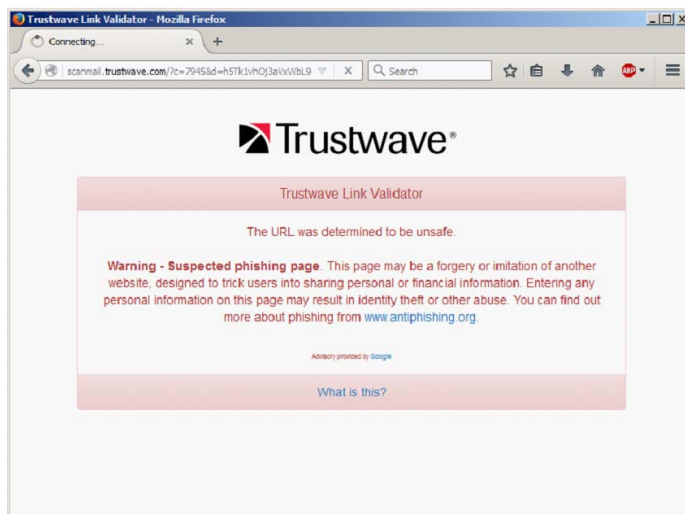 Trustwave Link Validator - Mozilla Firefox
Connecting...
scanmail.trustwave.com/?c=7945&d=h5Tk1vhOj3aVxWbL9
Search
ABP
Trustwave®
Trustwave Link Validator
The URL was determined to be unsafe.
Warning - Suspected phishing page. This page may be a forgery or imitation of another
website, designed to trick users into sharing personal or financial information. Entering any
personal information on this page may result in identity theft or other abuse. You can find out
more about phishing from www.antiphishing.org.
Advisory provided by Google
What is this?